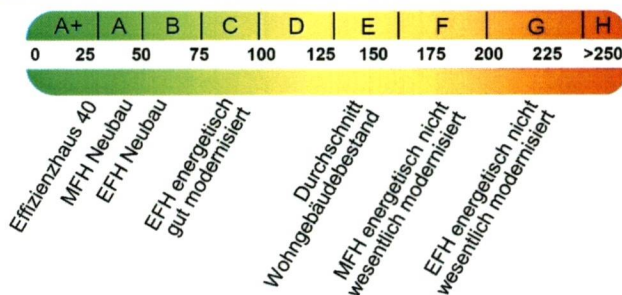 A+ A B C D E F G H
0 25 50 75 100 125 150 175 200 225 >250
Effizienzhaus 40
MFH Neubau
EFH Neubau
EFH energetisch
gut modernisiert
Durchschnitt
Wohngebäudebestand
MFH energetisch nicht
wesentlich modernisiert
EFH energetisch nicht
wesentlich modernisiert